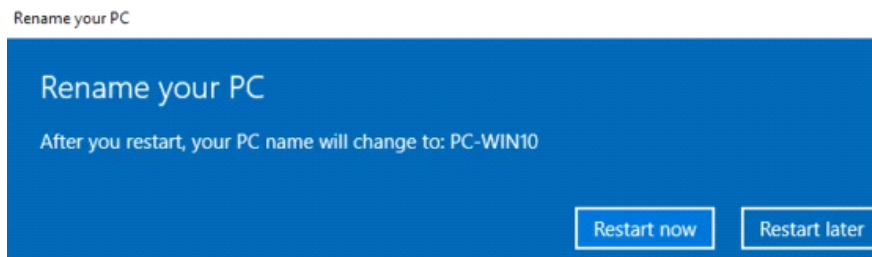 Rename your PC
Rename your PC
After you restart, your PC name will change to: PC-WIN10
Restart now
Restart later